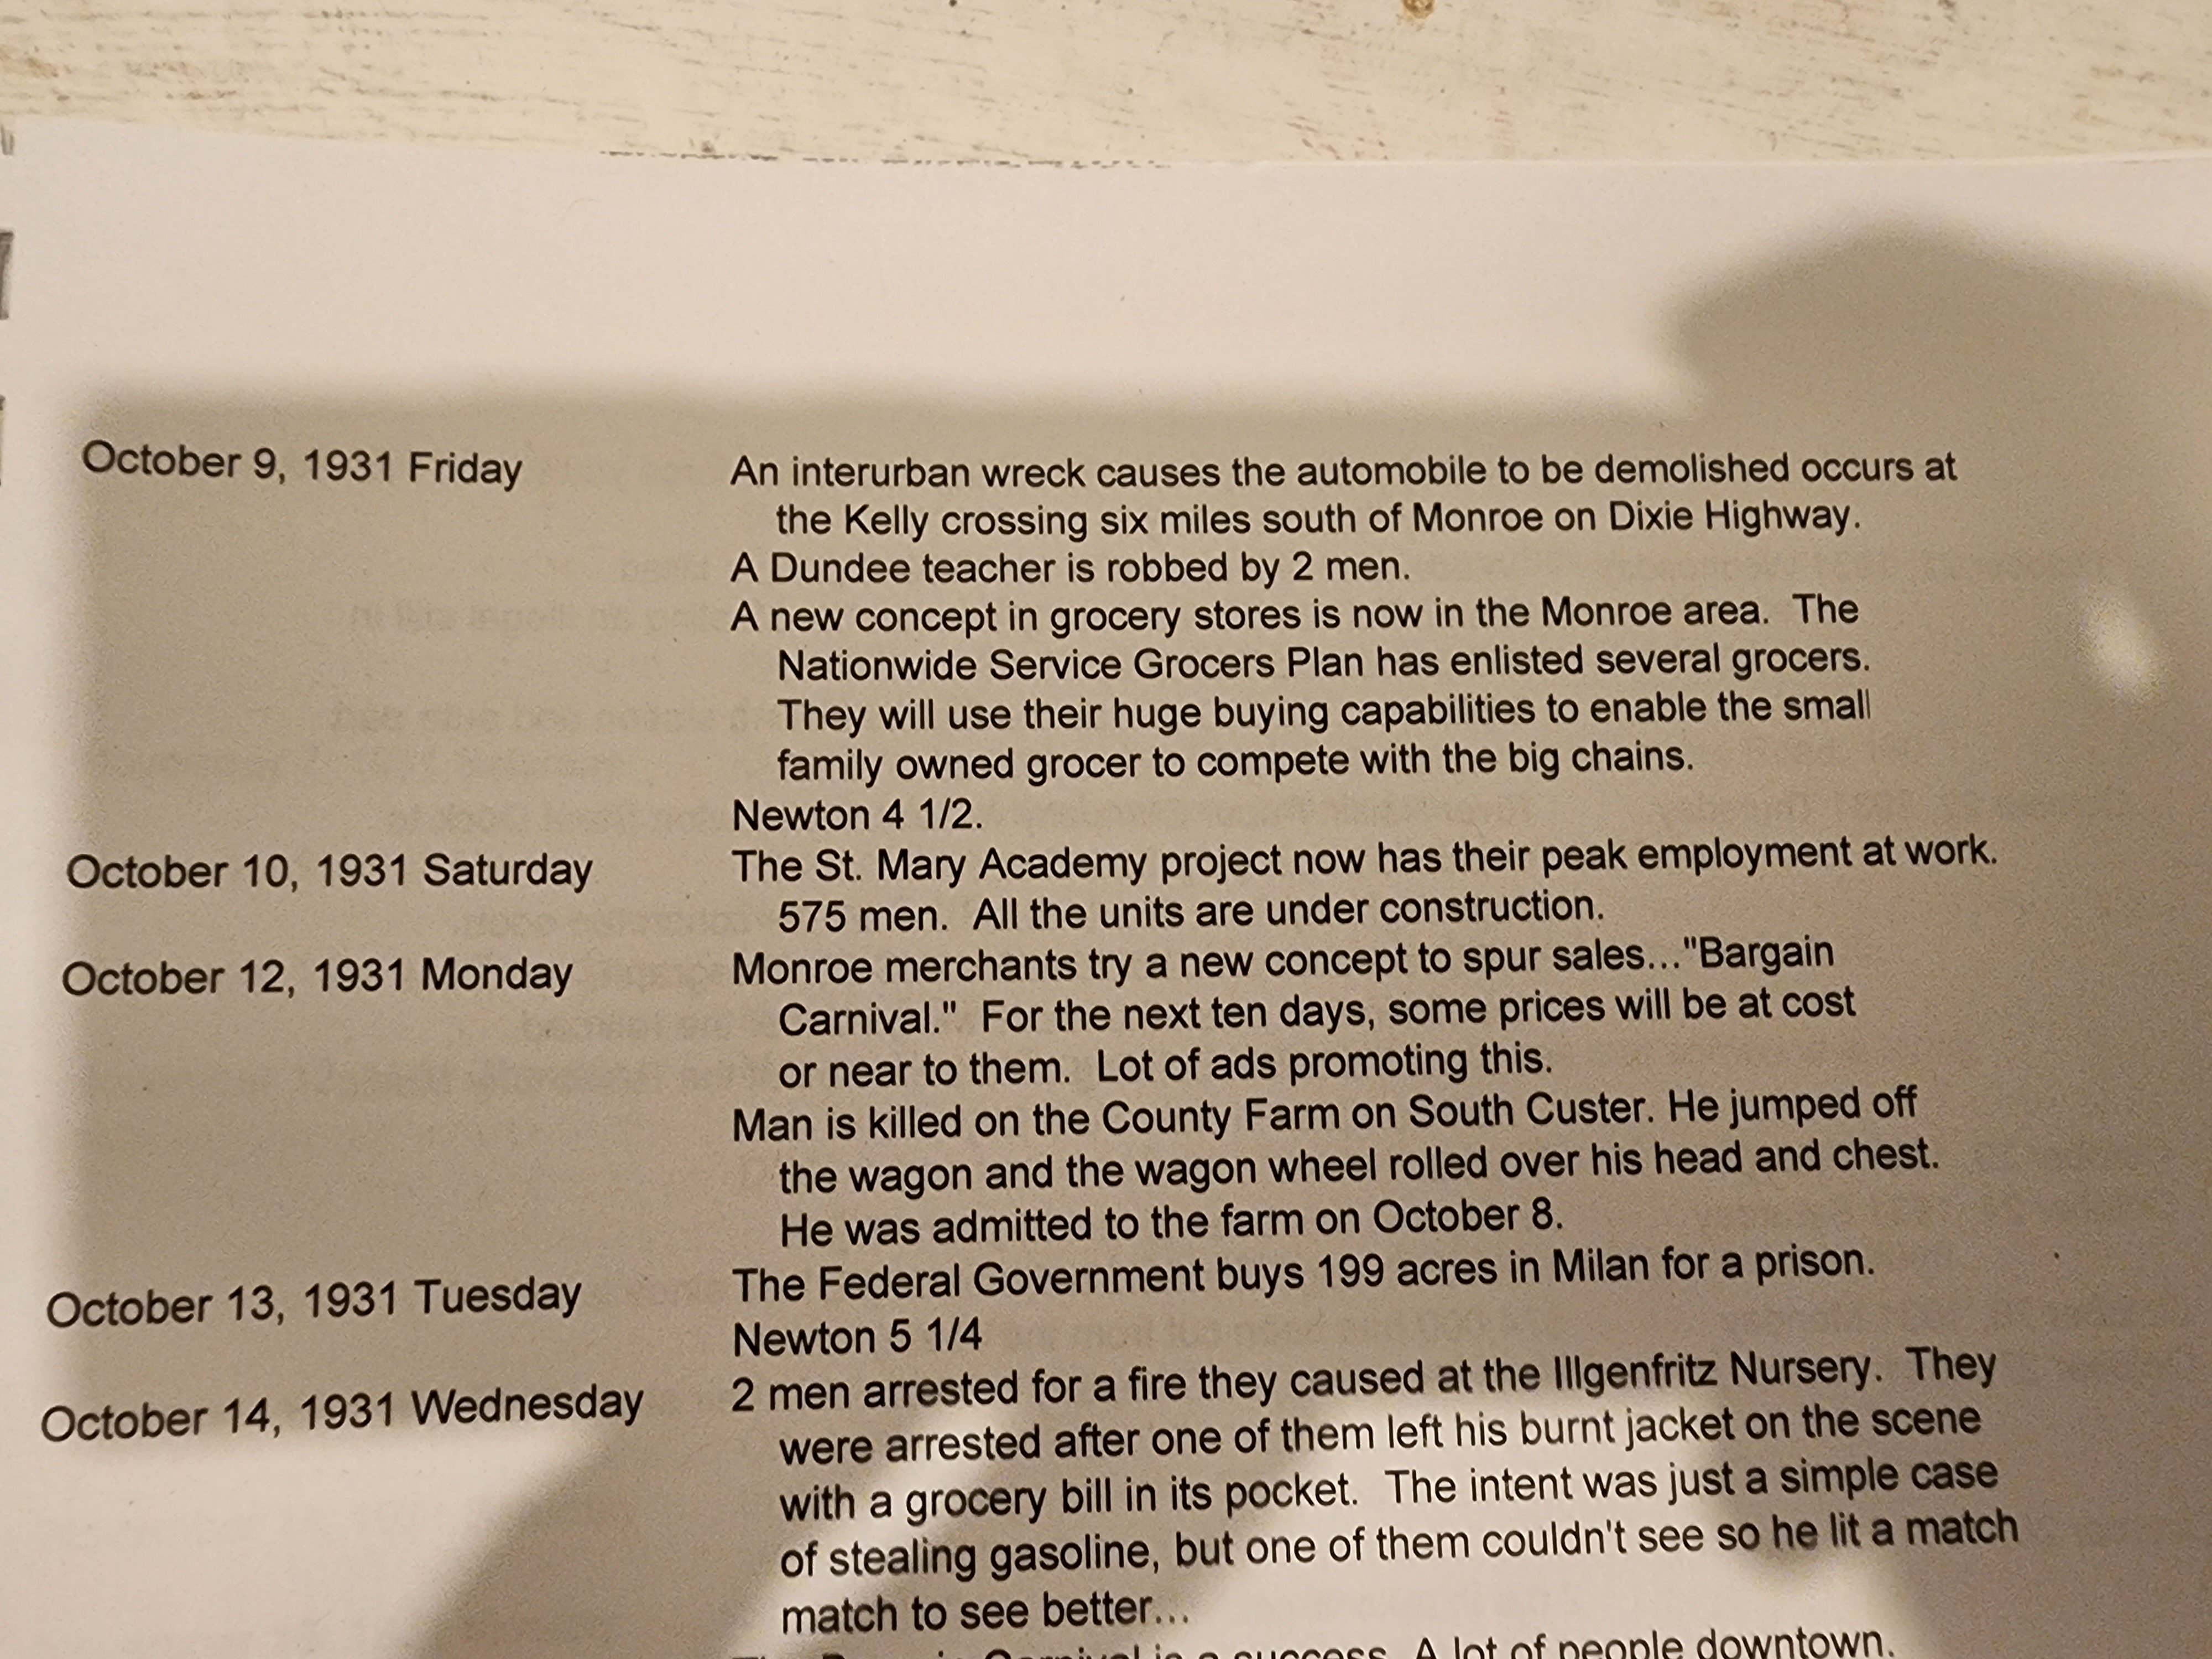 October 9, 1931 Friday An interurban wreck causes the automobile to be demolished occurs at
the Kelly crossing six miles south of Monroe on Dixie Highway.
A Dundee teacher is robbed by 2 men.
A new concept in grocery stores is now in the Monroe area. The
Nationwide Service Grocers Plan has enlisted several grocers.
They will use their huge buying capabilities to enable the small
family owned grocer to compete with the big chains.
Newton 4 1/2.
October 10, 1931 Saturday The St. Mary Academy project now has their peak employment at work.
575 men. All the units are under construction.
October 12, 1931 Monday Monroe merchants try a new concept to spur sales..."Bargain
Carnival." For the next ten days, some prices will be at cost
or near to them. Lot of ads promoting this.
Man is killed on the County Farm on South Custer. He jumped off
the wagon and the wagon wheel rolled over his head and chest.
He was admitted to the farm on October 8.
October 13, 1931 Tuesday The Federal Government buys 199 acres in Milan for a prison.
Newton 5 1/4
October 14, 1931 Wednesday 2 men arrested for a fire they caused at the Illgenfritz Nursery. They
were arrested after one of them left his burnt jacket on the scene
with a grocery bill in its pocket. The intent was just a simple case
of stealing gasoline, but one of them couldn't see so he lit a match
match to see better...
Carnival is a success. A lot of people downtown.